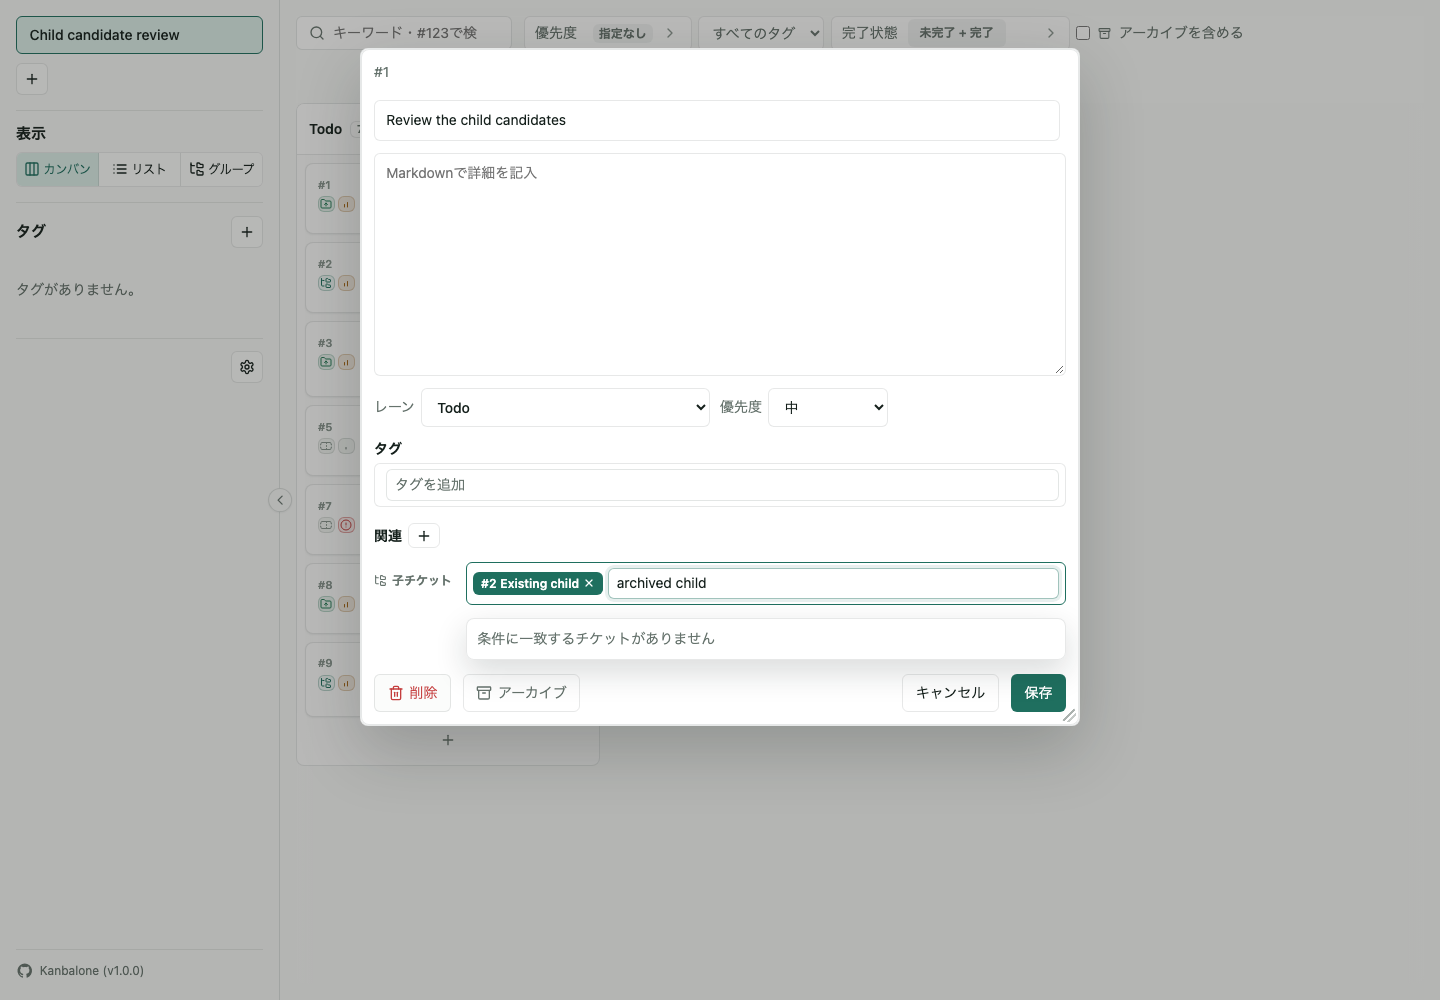 Child candidate review
表示
カンバン
リスト
グループ
タグ
タグがありません。
Kanbalone (v1.0.0)
キーワード・#123で検
優先度
指定なし
すべてのタグ
完了状態
未完了 + 完了
アーカイブを含める
Todo
#1
#2
#3
#5
#7
#8
#9
#1
Review the child candidates
Markdownで詳細を記入
レーン
Todo
優先度
中
タグ
タグを追加
関連
子チケット
#2 Existing child
archived child
条件に一致するチケットがありません
削除
アーカイブ
キャンセル
保存